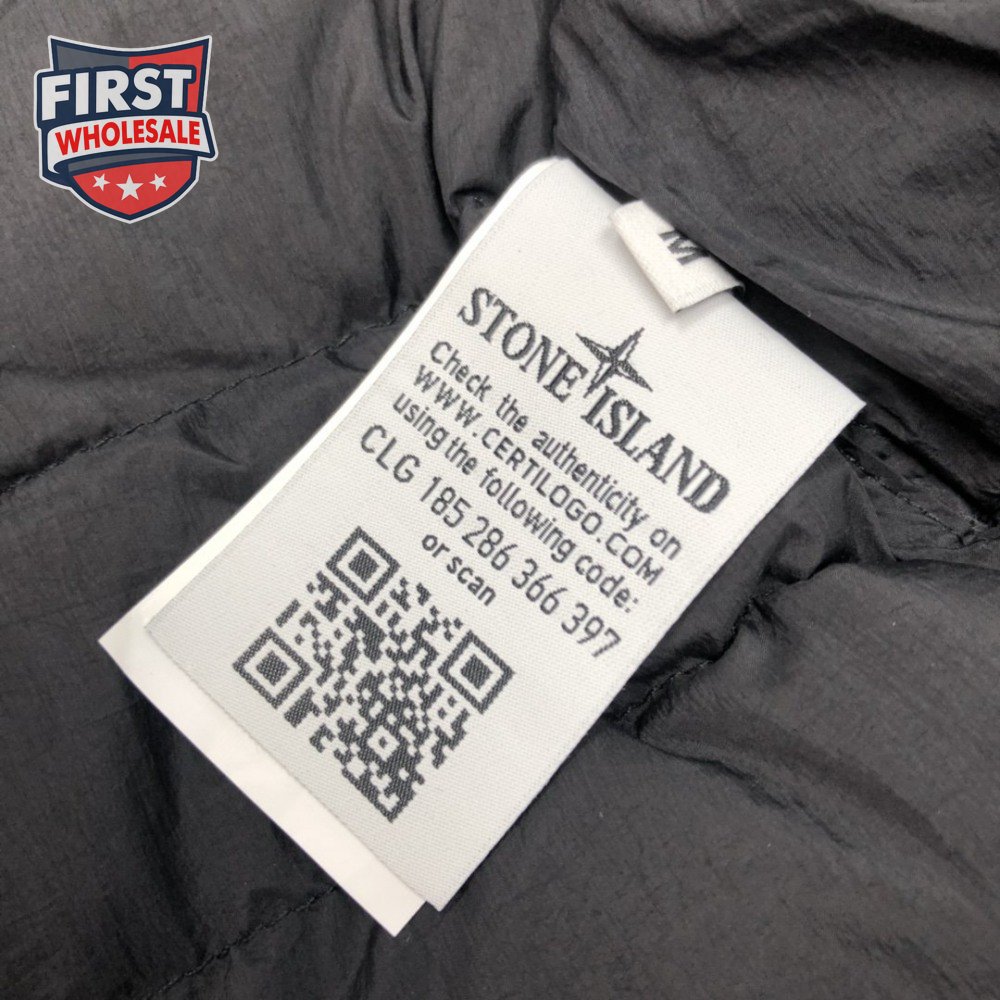 FIRST
WHOLESALE
M
STONE ISLAND
Check the authenticity on
WWW.CERTILOGO.COM
using the following code:
CLG 185 286 366 397
or scan